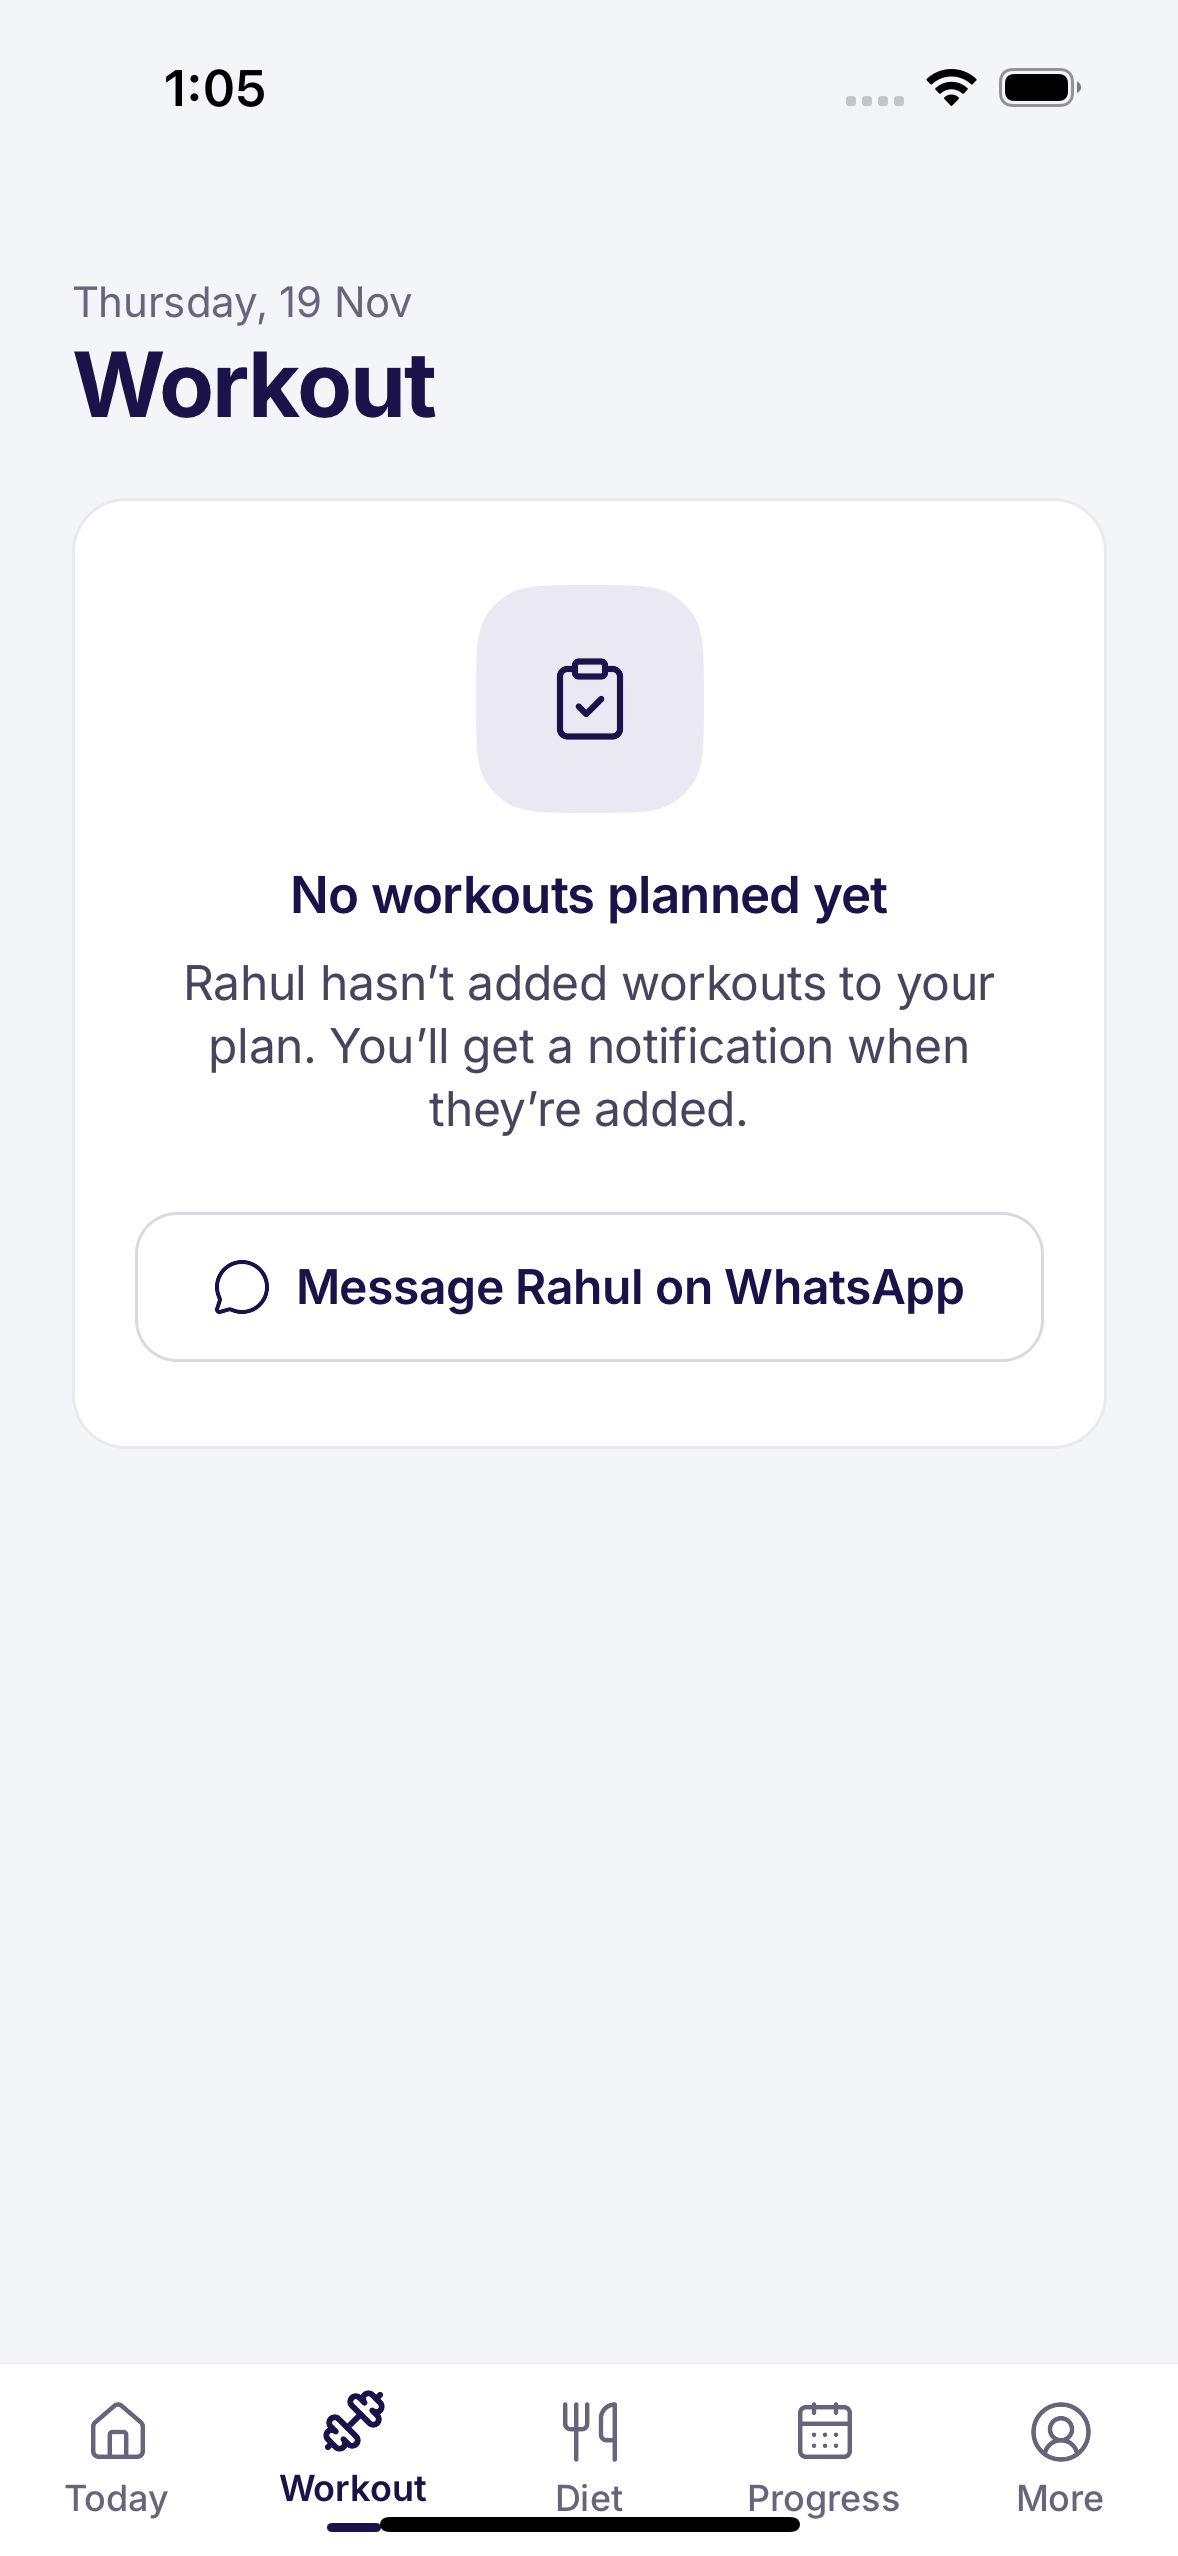 1:05
Thursday, 19 Nov
Workout
No workouts planned yet
Rahul hasn’t added workouts to your
plan. You’ll get a notification when
they’re added.
Message Rahul on WhatsApp
Today
Workout
Diet
Progress
More